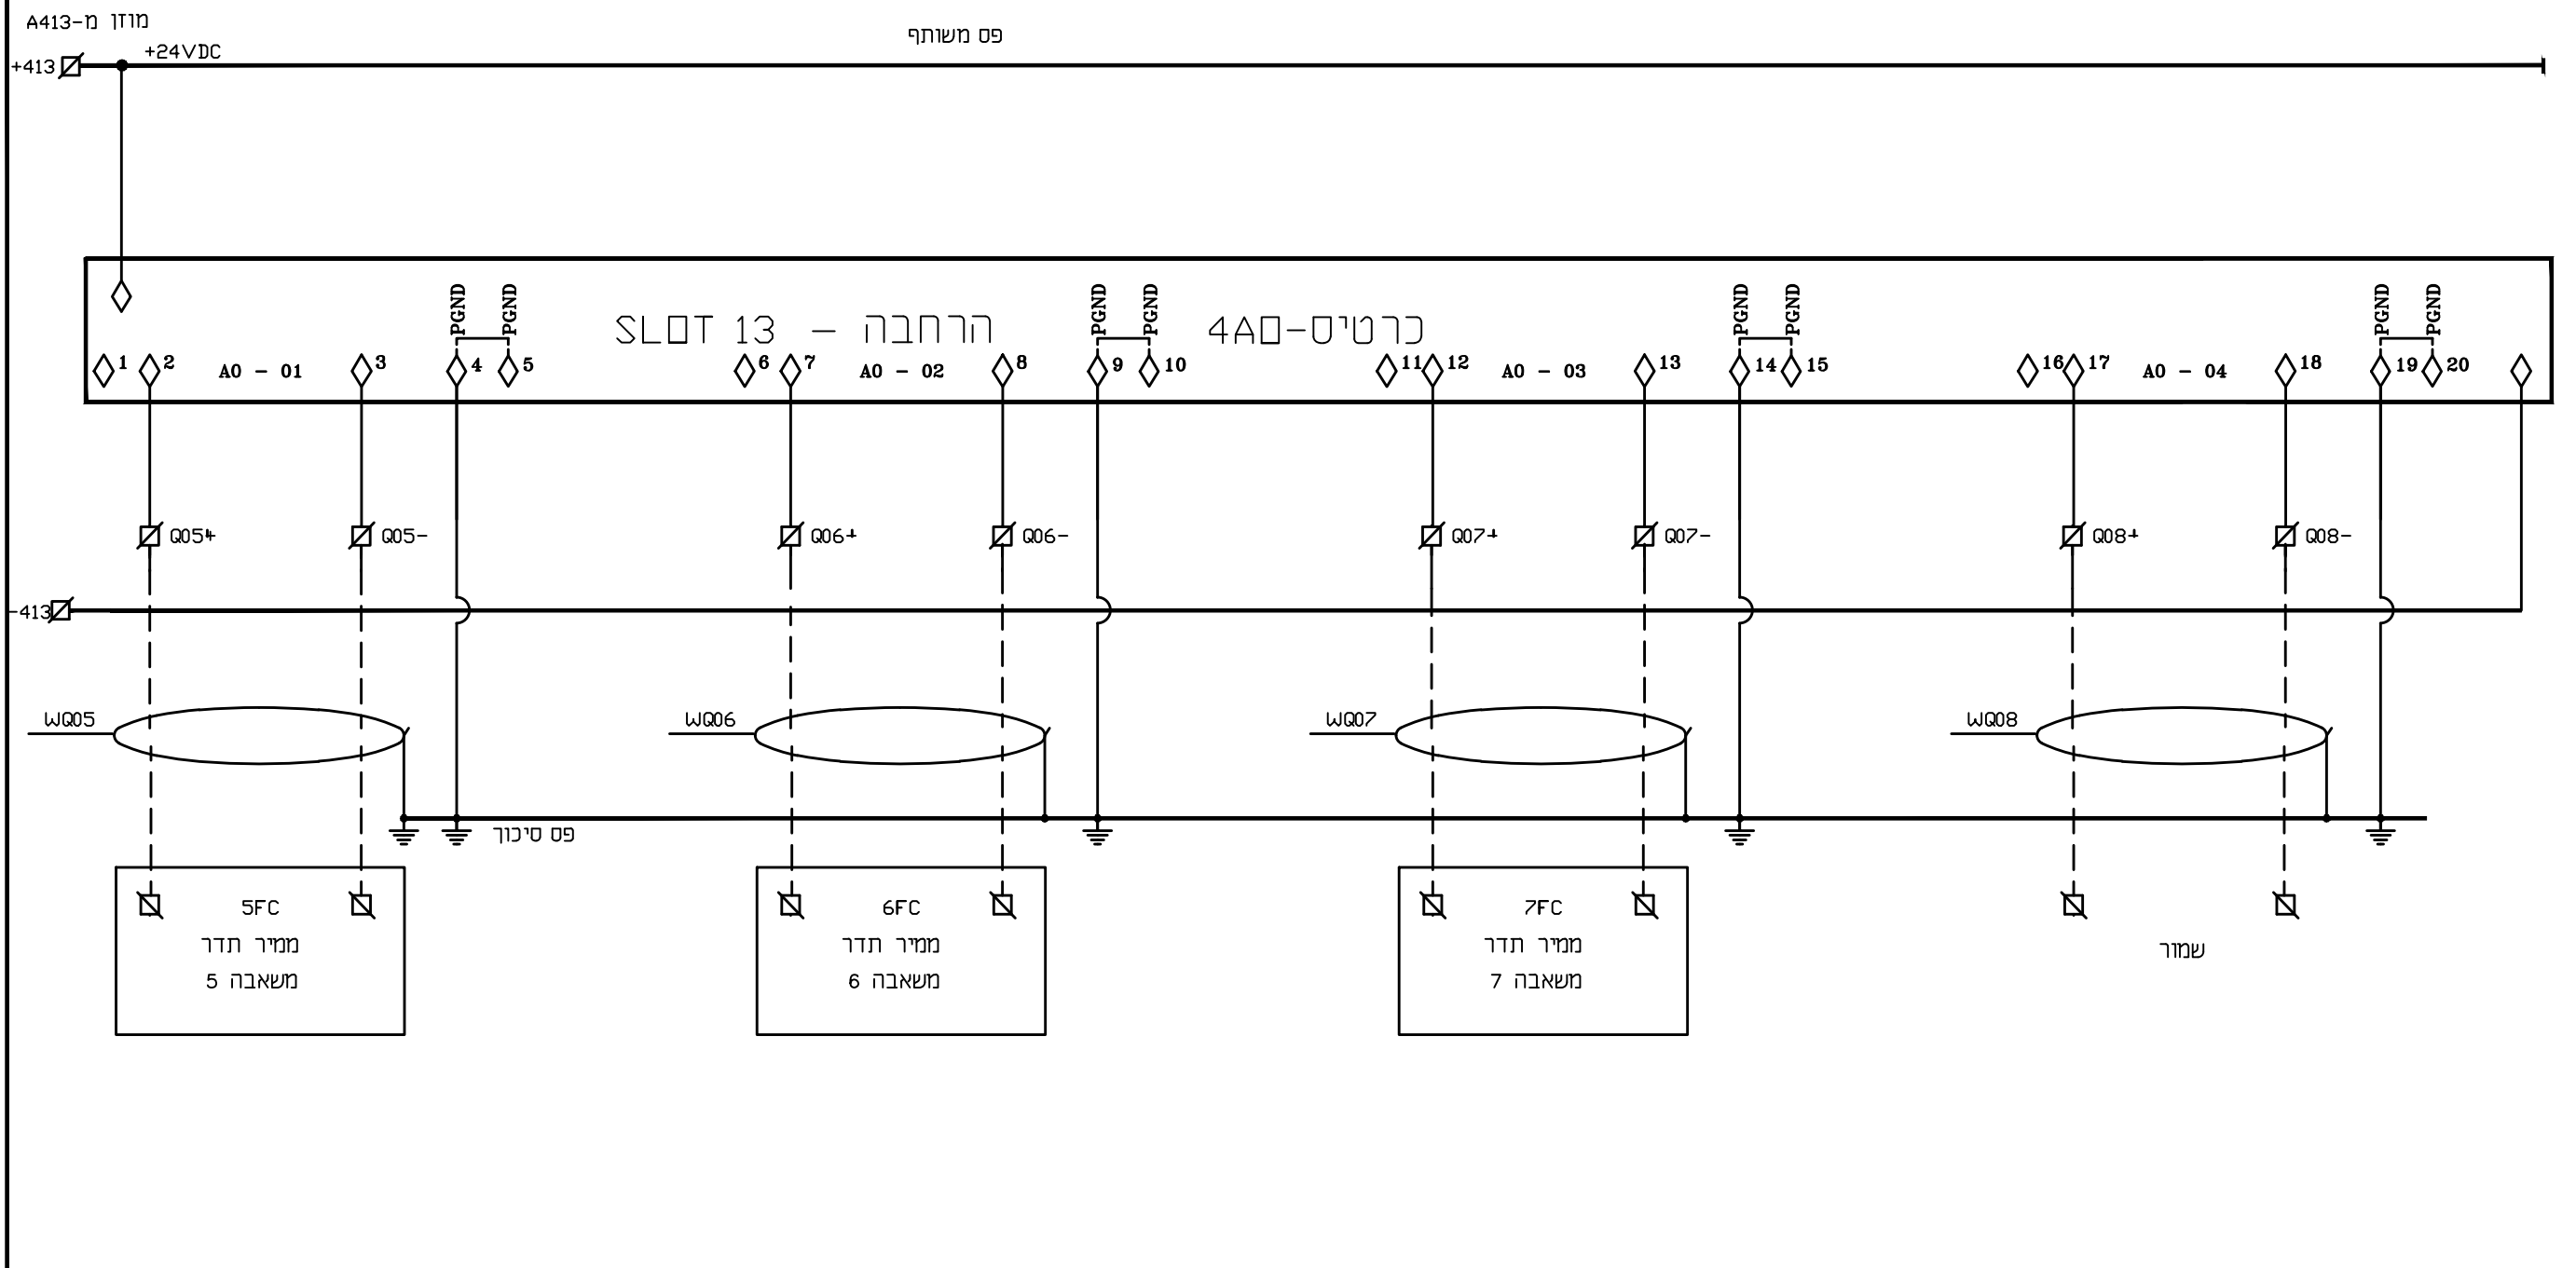 מוזן מ-A413
פס משותף
+24VDC
+413
הרחבה - SLOT 13
כרטיס-4AO
PGND PGND PGND PGND PGND PGND PGND PGND
1 2 AO - 01 3 4 5 6 7 AO - 02 8 9 10 11 12 AO - 03 13 14 15 16 17 AO - 04 18 19 20
Q05+ Q05- Q06+ Q06- Q07+ Q07- Q08+ Q08-
-413
WQ05 WQ06 WQ07 WQ08
פס סיכוך
5FC
ממיר תדר
משאבה 5
6FC
ממיר תדר
משאבה 6
7FC
ממיר תדר
משאבה 7
שמור